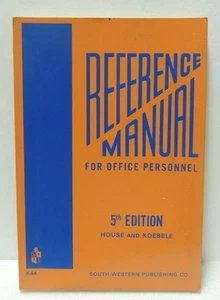 REFERENCE
MANUAL
FOR OFFICE PERSONNEL
5th EDITION
HOUSE AND KOEBELE
SOUTH WESTERN PUBLISHING CO.